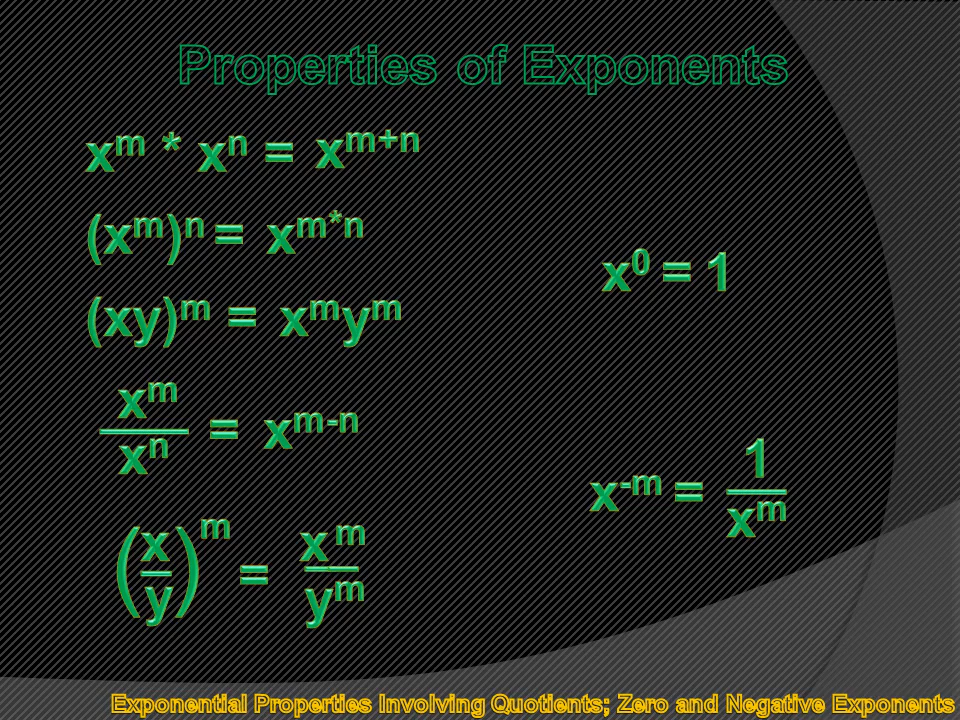 Properties of Exponents
xᵐ * xⁿ = xᵐ⁺ⁿ
(xᵐ)ⁿ = x^{m*n}
x⁰ = 1
(xy)ᵐ = xᵐyᵐ
xᵐ/xⁿ = xᵐ⁻ⁿ
x⁻ᵐ = 1/xᵐ
(x/y)ᵐ = xᵐ/yᵐ
Exponential Properties Involving Quotients; Zero and Negative Exponents